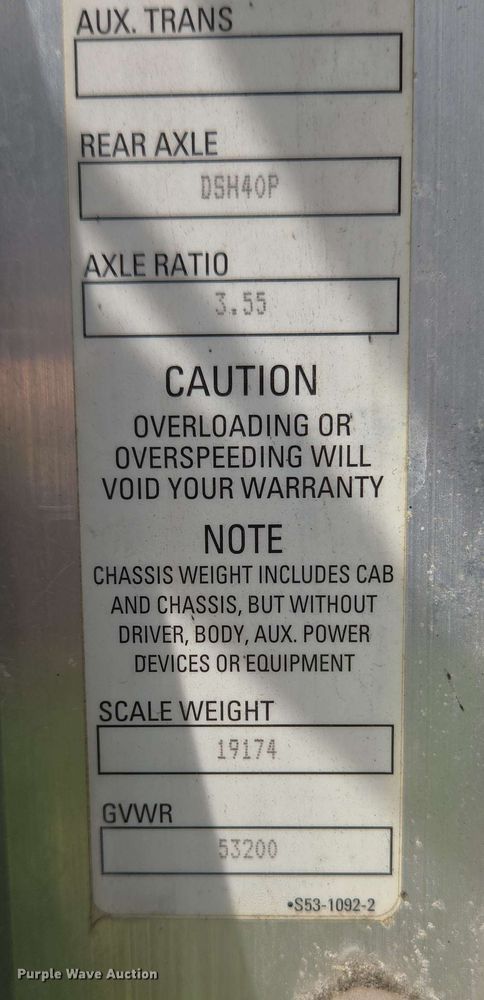 AUX. TRANS
REAR AXLE
DSH40P
AXLE RATIO
3.55
CAUTION
OVERLOADING OR
OVERSPEEDING WILL
VOID YOUR WARRANTY
NOTE
CHASSIS WEIGHT INCLUDES CAB
AND CHASSIS, BUT WITHOUT
DRIVER, BODY, AUX. POWER
DEVICES OR EQUIPMENT
SCALE WEIGHT
19174
GVWR
53200
•S53-1092-2
Purple Wave Auction